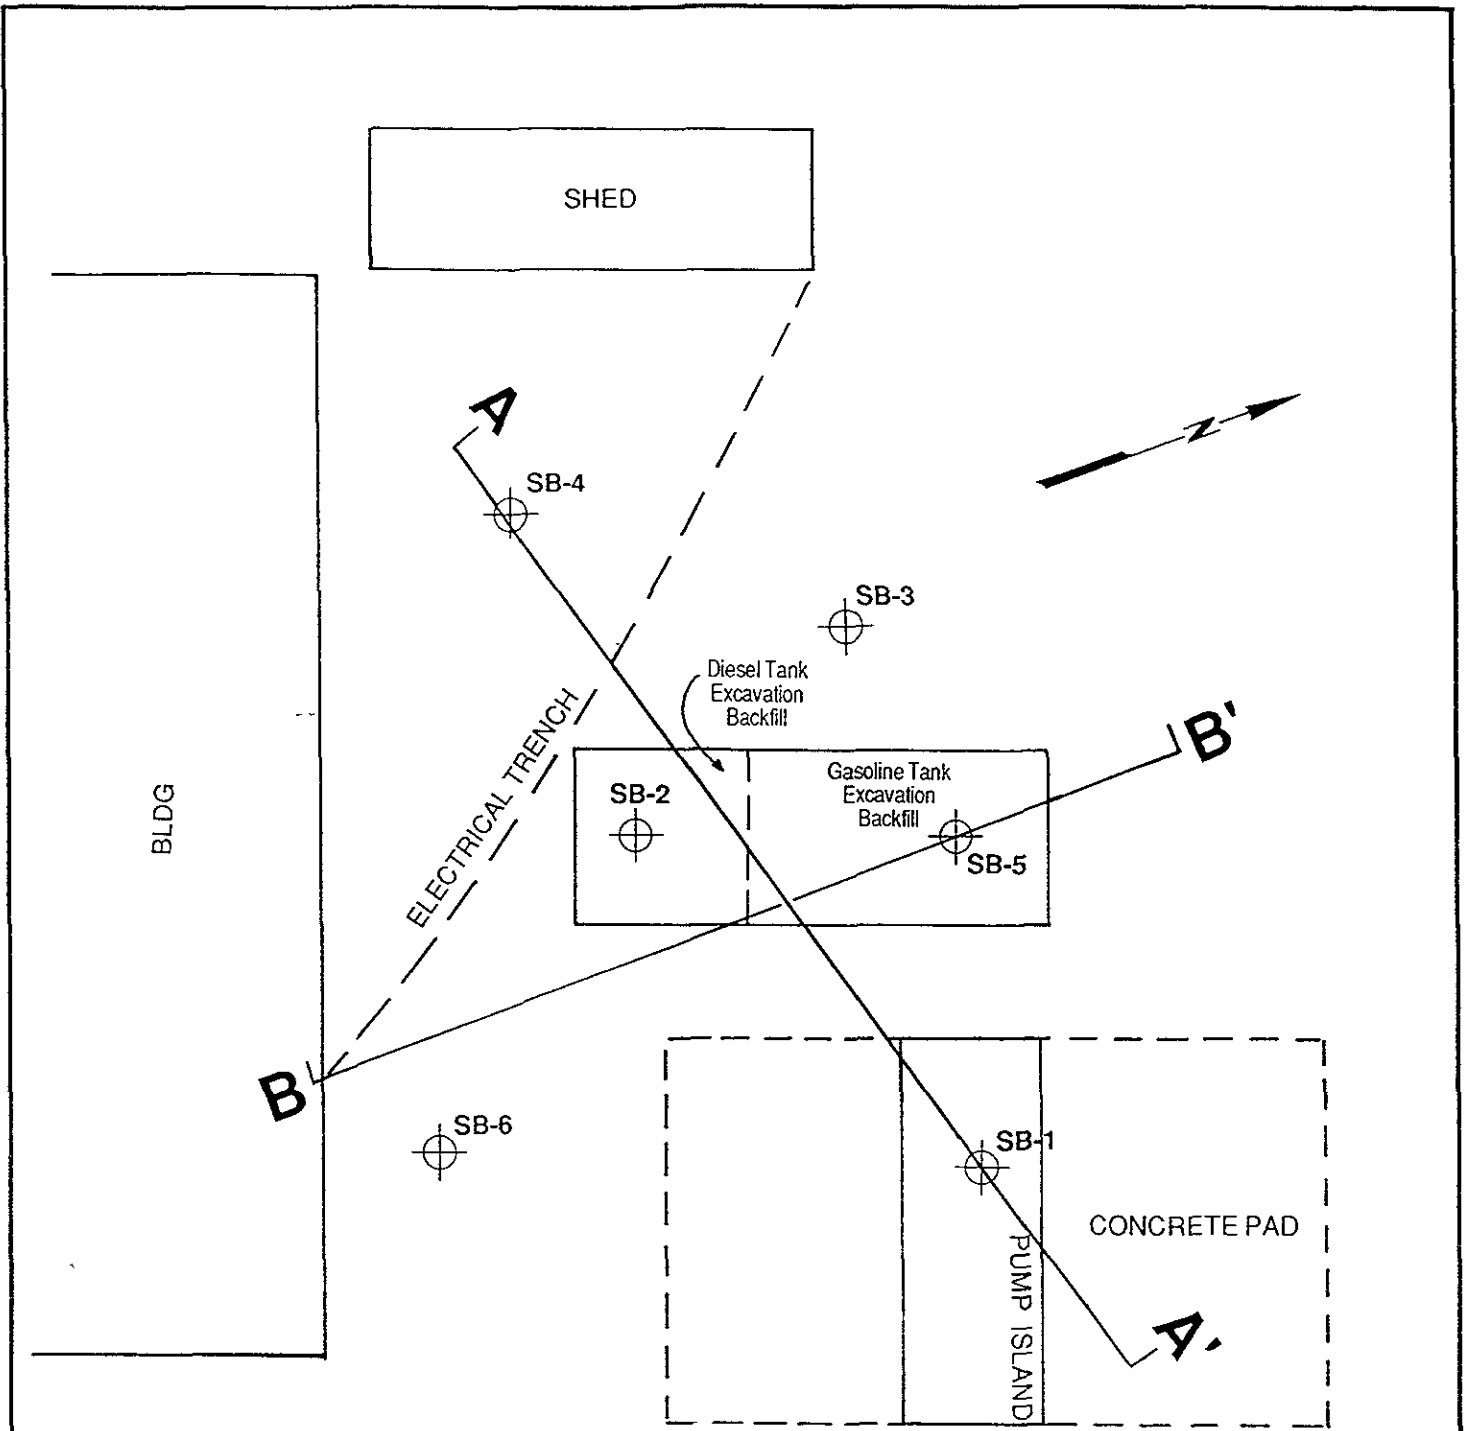 SHED
A
N
SB-4
SB-3
Diesel Tank
Excavation
Backfill
ELECTRICAL TRENCH
B'
Gasoline Tank
Excavation
Backfill
SB-2
BLDG
SB-5
B
SB-6
SB-1
CONCRETE PAD
PUMP ISLAND
A'